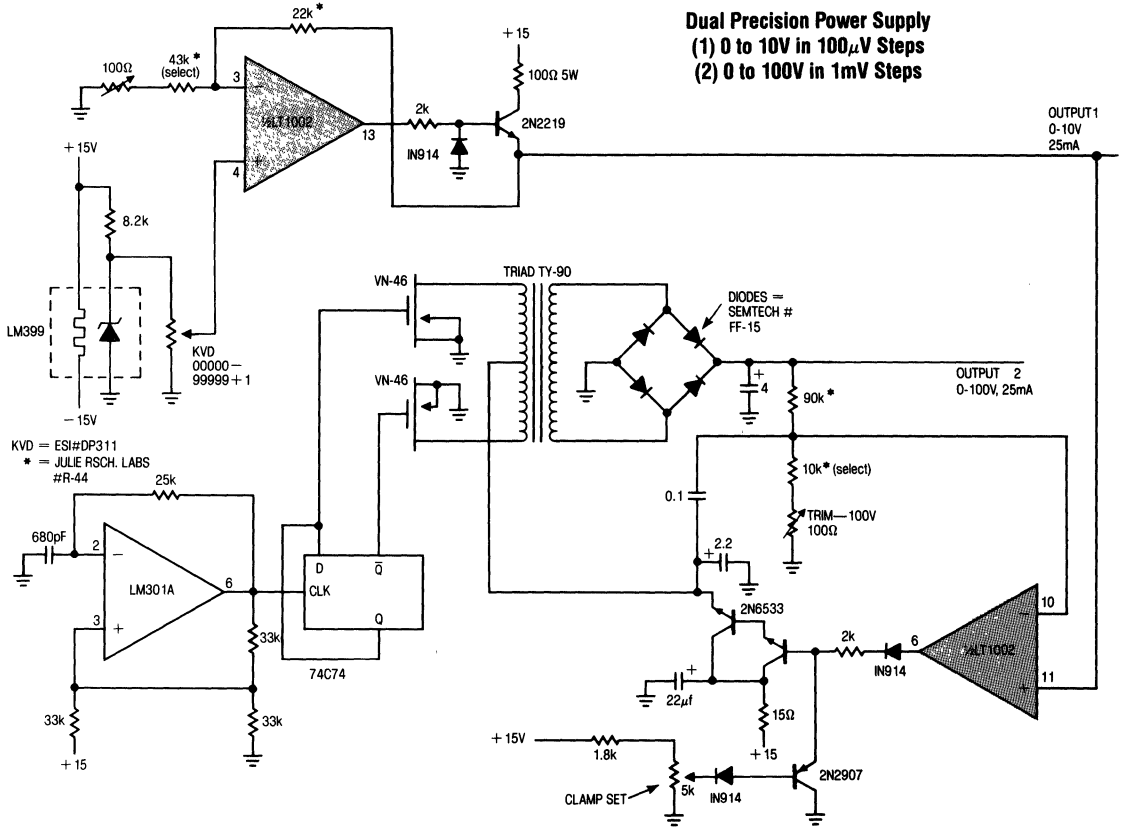 Dual Precision Power Supply
(1) 0 to 10V in 100µV Steps
(2) 0 to 100V in 1mV Steps
22k*
+15
43k*
(select)
100Ω
100Ω 5W
3
−
½LT1002
+
4
13
2k
2N2219
IN914
OUTPUT 1
0-10V
25mA
+15V
8.2k
LM399
KVD
00000 −
99999 + 1
−15V
TRIAD TY-90
VN-46
VN-46
DIODES =
SEMTECH #
FF-15
+
4
90k*
OUTPUT 2
0-100V, 25mA
KVD = ESI#DP311
* = JULIE RSCH. LABS
#R-44
25k
680pF
2
−
LM301A
6
3
+
33k
33k
33k
+15
D
Q̅
CLK
Q
74C74
0.1
10k* (select)
TRIM—100V
100Ω
+
2.2
2N6533
10
−
½LT1002
6
11
+
2k
IN914
+
22µf
15Ω
+15
+15V
1.8k
5k
CLAMP SET
IN914
2N2907